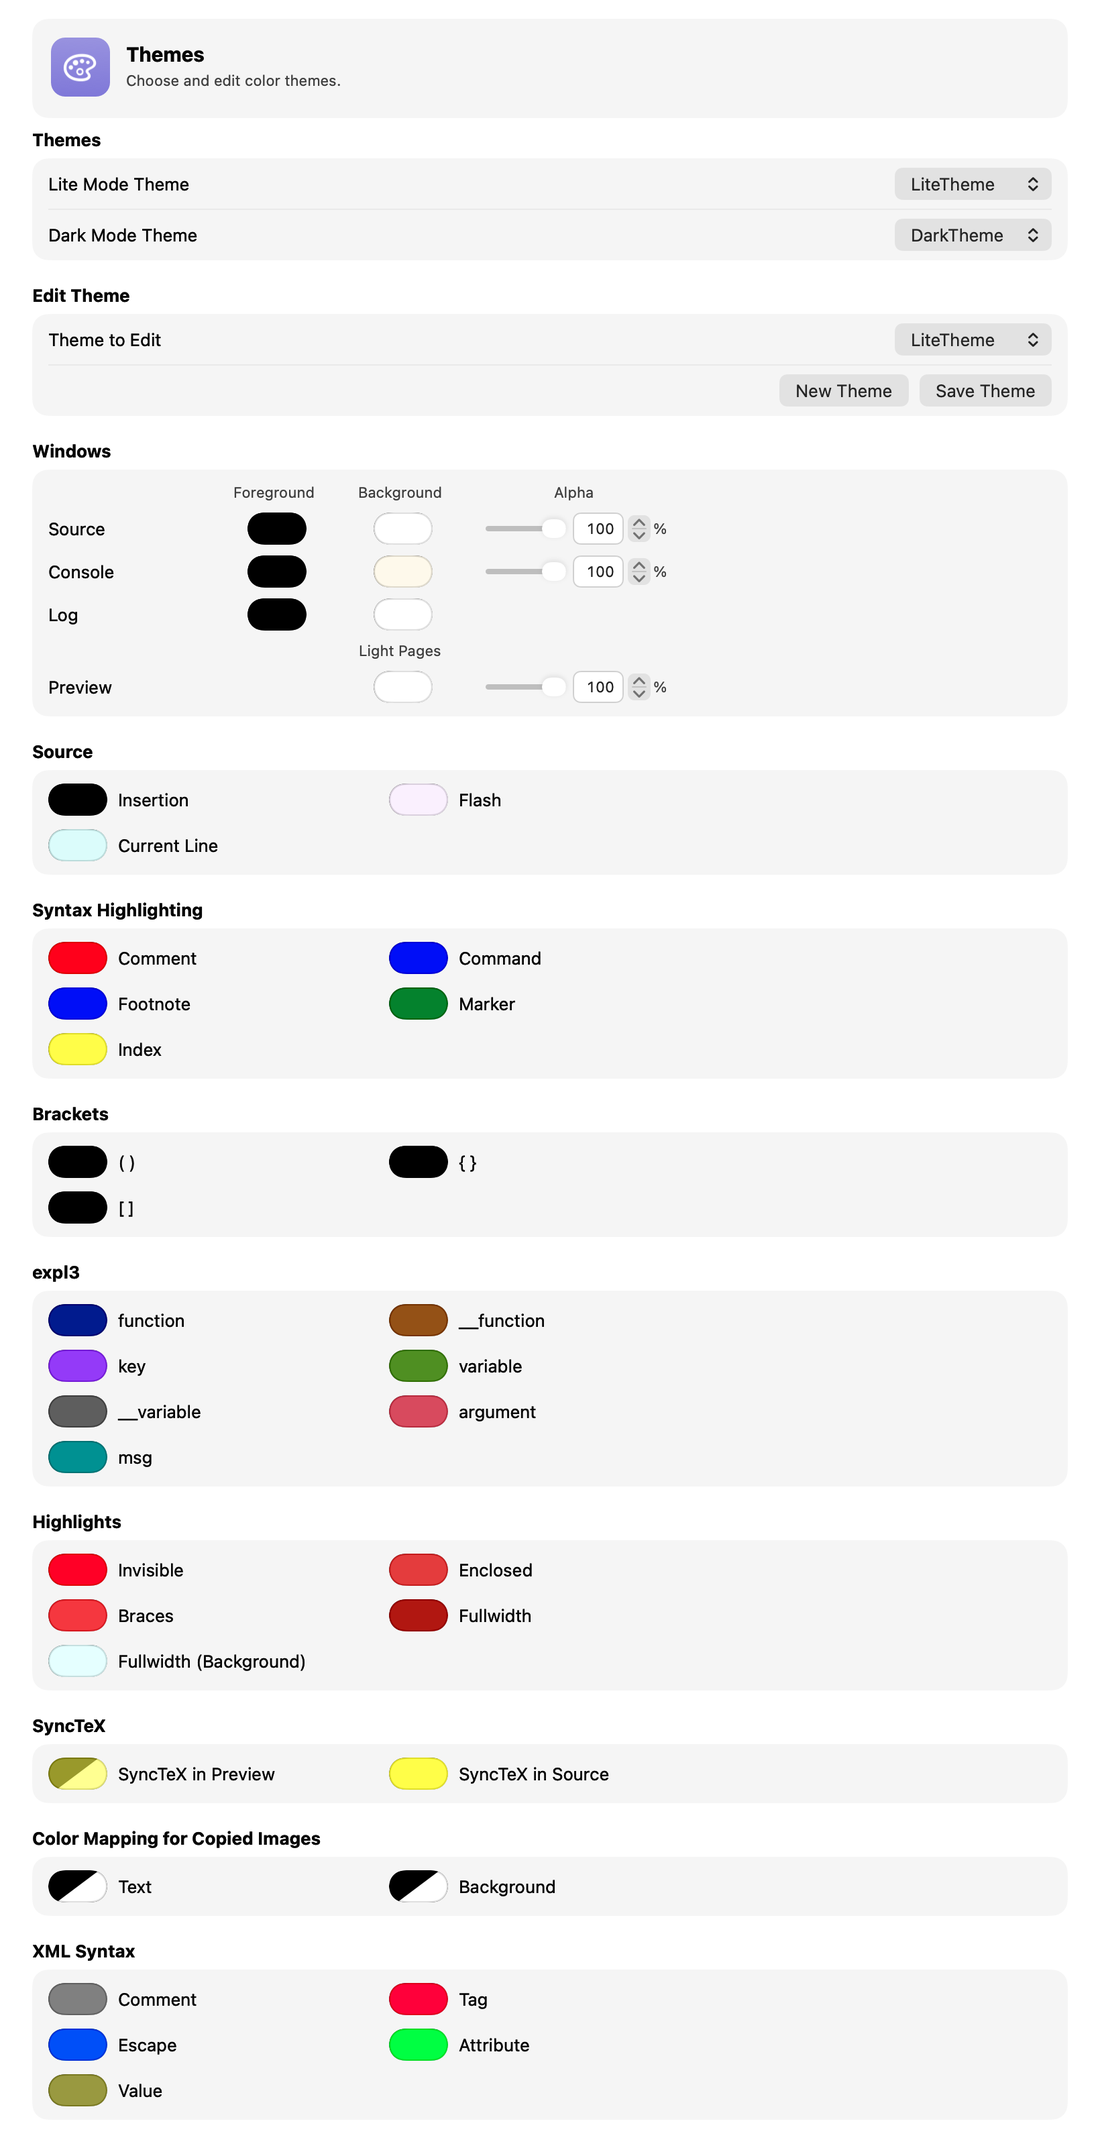 Themes
Choose and edit color themes.
Themes
Lite Mode Theme LiteTheme
Dark Mode Theme DarkTheme
Edit Theme
Theme to Edit LiteTheme
New Theme Save Theme
Windows
Foreground Background Alpha
Source 100 %
Console 100 %
Log
Light Pages
Preview 100 %
Source
Insertion Flash
Current Line
Syntax Highlighting
Comment Command
Footnote Marker
Index
Brackets
( ) { }
[ ]
expl3
function __function
key variable
__variable argument
msg
Highlights
Invisible Enclosed
Braces Fullwidth
Fullwidth (Background)
SyncTeX
SyncTeX in Preview SyncTeX in Source
Color Mapping for Copied Images
Text Background
XML Syntax
Comment Tag
Escape Attribute
Value